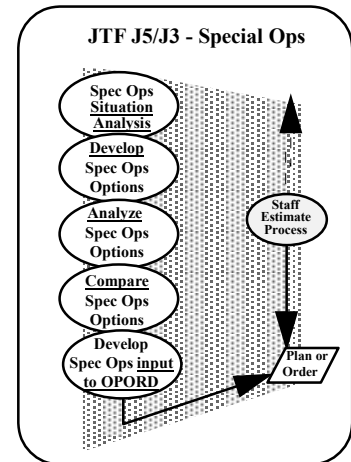 JTF J5/J3 - Special Ops
Spec Ops
Situation
Analysis
Develop
Spec Ops
Options
Analyze
Spec Ops
Options
Compare
Spec Ops
Options
Develop
Spec Ops input
to OPORD
Staff
Estimate
Process
Plan or
Order